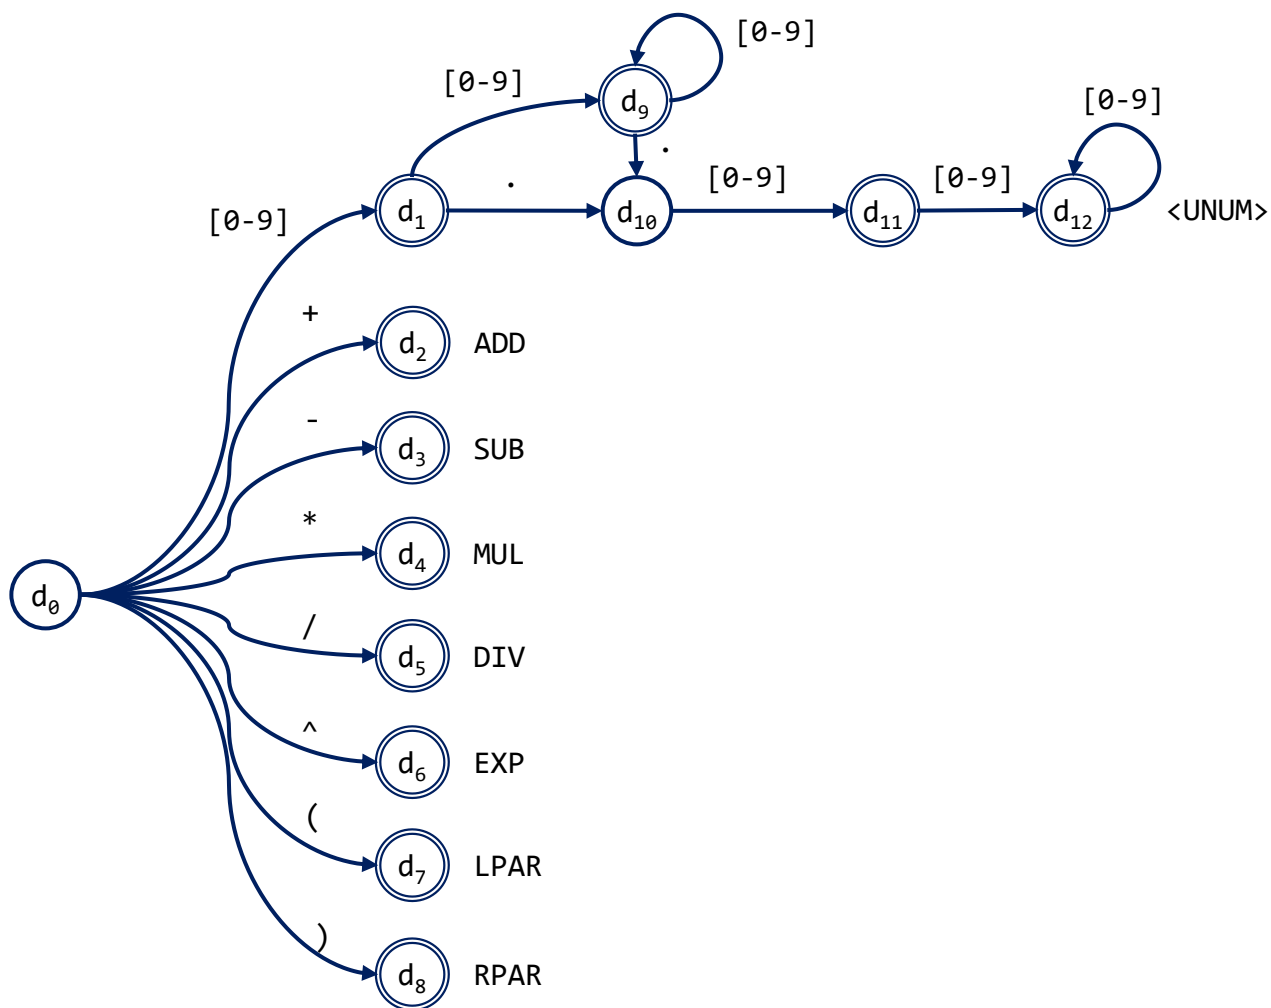 [0-9]
[0-9]
d9
[0-9]
.
[0-9]
.
[0-9]
[0-9]
d1
d10
d11
d12
<UNUM>
+
d2 ADD
-
d3 SUB
*
d4 MUL
d0
/
d5 DIV
^
d6 EXP
(
d7 LPAR
)
d8 RPAR